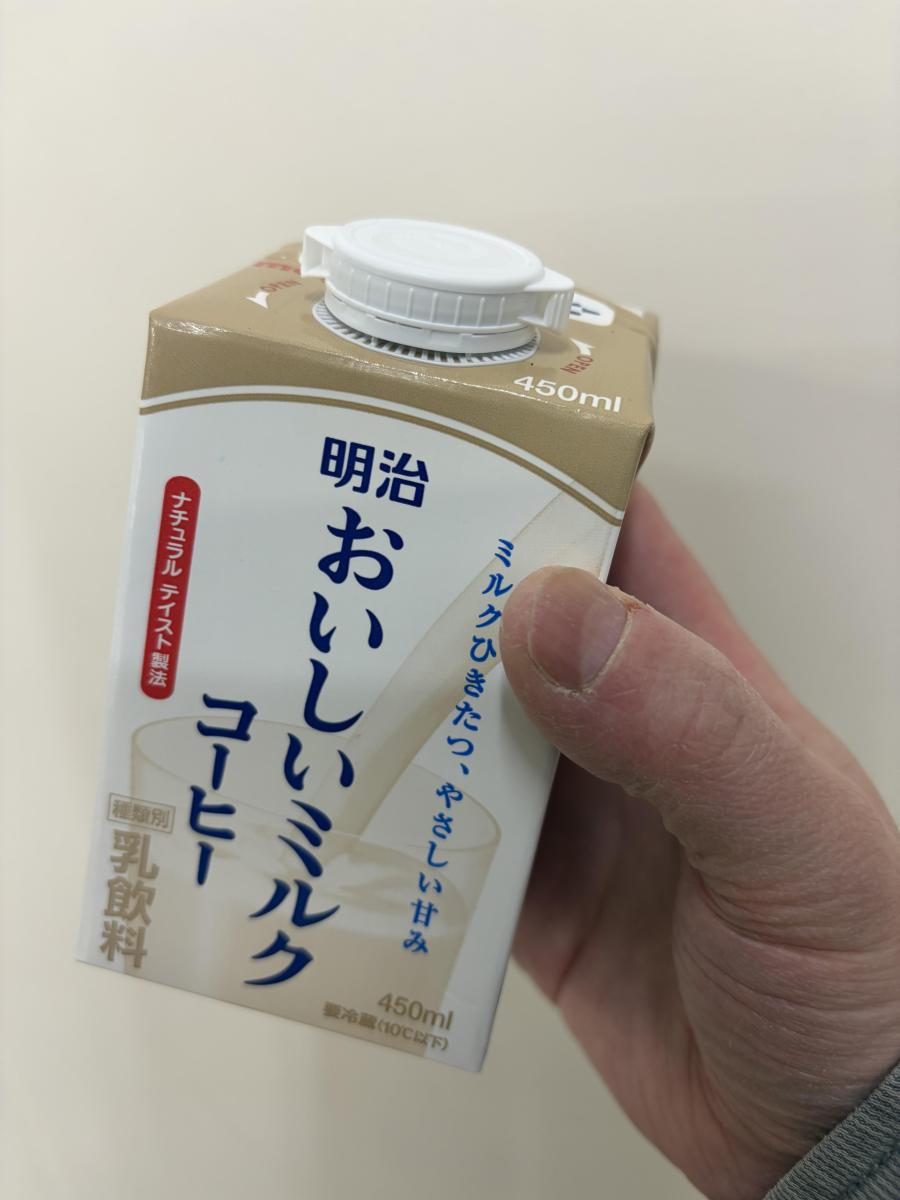 OPEN
OPEN
450ml
明治
おいしいミルク
コーヒー
ミルクひきたつ、やさしい甘み
ナチュラル テイスト製法
種類別
乳飲料
450ml
要冷蔵(10℃以下)